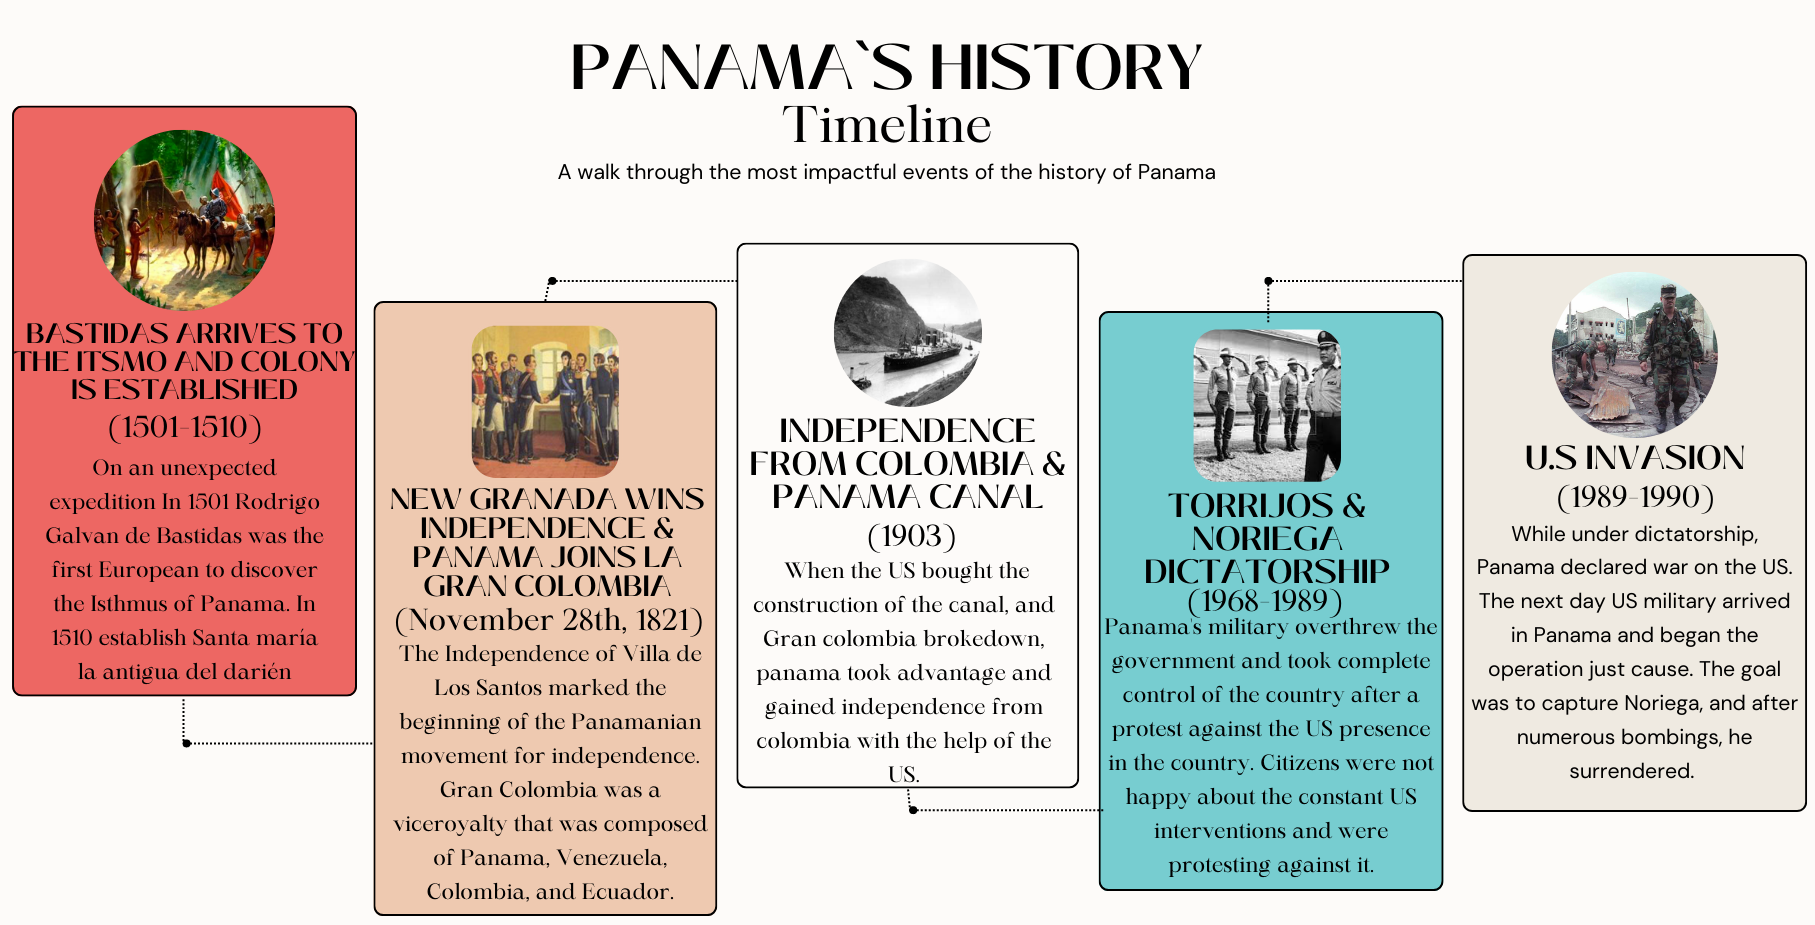 PANAMA`S HISTORY
Timeline
A walk through the most impactful events of the history of Panama
BASTIDAS ARRIVES TO
THE ITSMO AND COLONY
IS ESTABLISHED
(1501-1510)
On an unexpected
expedition In 1501 Rodrigo
Galvan de Bastidas was the
first European to discover
the Isthmus of Panama. In
1510 establish Santa maría
la antigua del darién
NEW GRANADA WINS
INDEPENDENCE &
PANAMA JOINS LA
GRAN COLOMBIA
(November 28th, 1821)
The Independence of Villa de
Los Santos marked the
beginning of the Panamanian
movement for independence.
Gran Colombia was a
viceroyalty that was composed
of Panama, Venezuela,
Colombia, and Ecuador.
INDEPENDENCE
FROM COLOMBIA &
PANAMA CANAL
(1903)
When the US bought the
construction of the canal, and
Gran colombia brokedown,
panama took advantage and
gained independence from
colombia with the help of the
US.
TORRIJOS &
NORIEGA
DICTATORSHIP
(1968-1989)
Panama's military overthrew the
government and took complete
control of the country after a
protest against the US presence
in the country. Citizens were not
happy about the constant US
interventions and were
protesting against it.
U.S INVASION
(1989-1990)
While under dictatorship,
Panama declared war on the US.
The next day US military arrived
in Panama and began the
operation just cause. The goal
was to capture Noriega, and after
numerous bombings, he
surrendered.